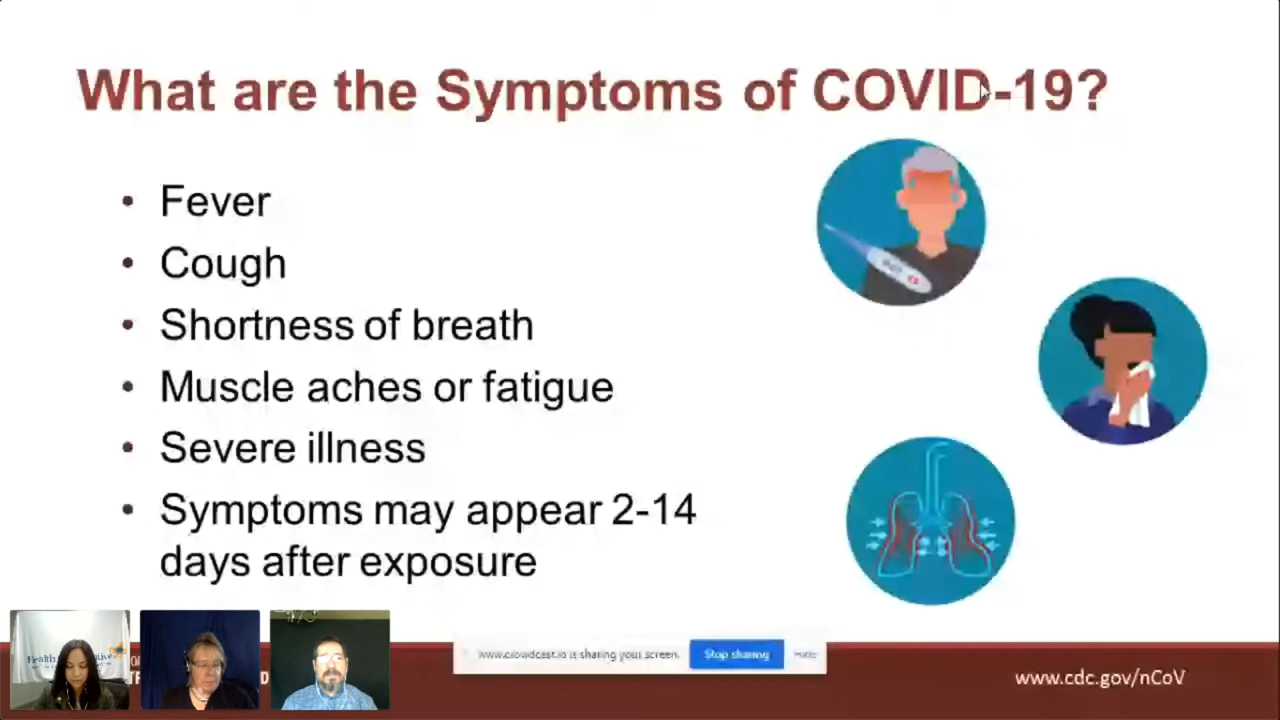 What are the Symptoms of COVID-19?
• Fever
• Cough
• Shortness of breath
• Muscle aches or fatigue
• Severe illness
• Symptoms may appear 2-14
days after exposure
Health
www.crowdcast.io is sharing your screen.
Stop sharing
Hide
www.cdc.gov/nCoV